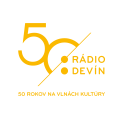 50
RÁDIO
DEVÍN
50 ROKOV NA VLNÁCH KULTÚRY